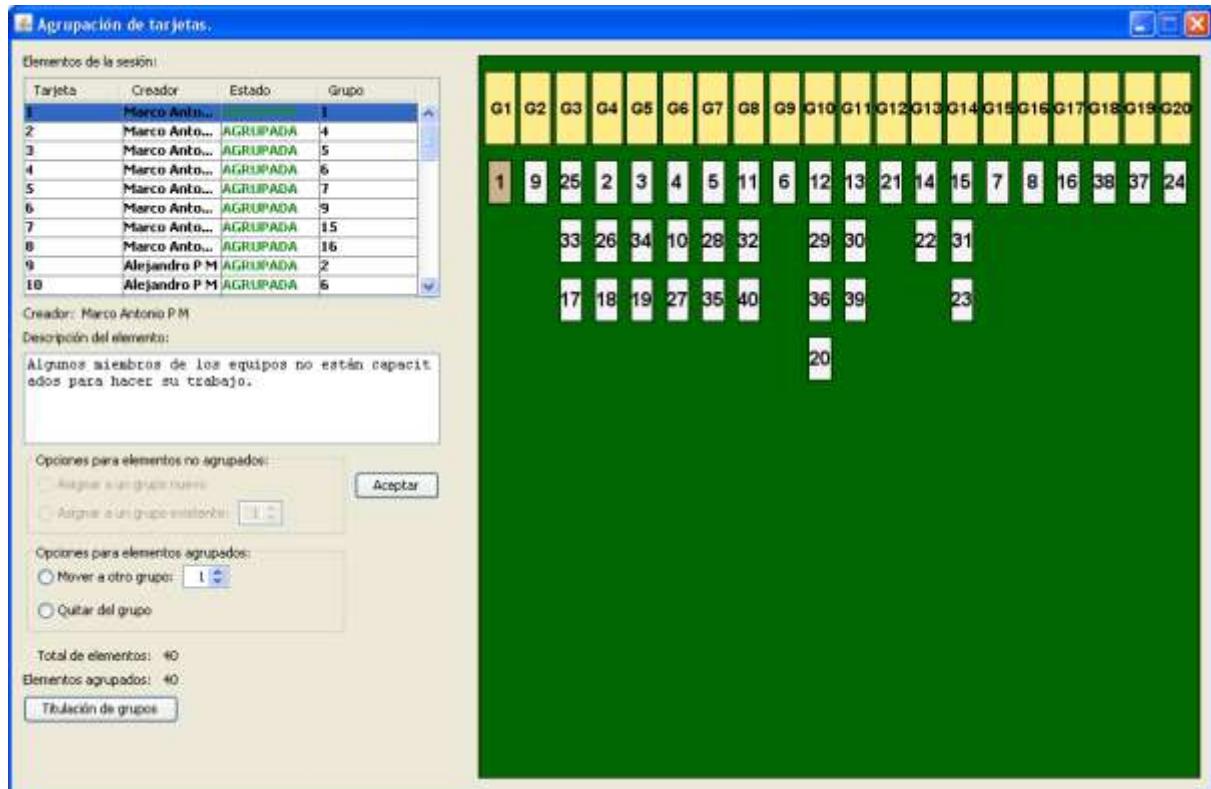 Agrupación de tarjetas.
Elementos de la sesión:
Tarjeta Creador Estado Grupo
1 Marco Anto... 1
2 Marco Anto... AGRUPADA 4
3 Marco Anto... AGRUPADA 5
4 Marco Anto... AGRUPADA 6
5 Marco Anto... AGRUPADA 7
6 Marco Anto... AGRUPADA 9
7 Marco Anto... AGRUPADA 15
8 Marco Anto... AGRUPADA 16
9 Alejandro P M AGRUPADA 2
10 Alejandro P M AGRUPADA 6
Creador: Marco Antonio P M
Descripción del elemento:
Algunos miembros de los equipos no están capacit
ados para hacer su trabajo.
Opciones para elementos no agrupados:
Asignar a un grupo nuevo
Aceptar
Asignar a un grupo existente: 1
Opciones para elementos agrupados:
Mover a otro grupo: 1
Quitar del grupo
Total de elementos: 40
Elementos agrupados: 40
Titulación de grupos
G1 G2 G3 G4 G5 G6 G7 G8 G9 G10 G11 G12 G13 G14 G15 G16 G17 G18 G19 G20
1 9 25 2 3 4 5 11 6 12 13 21 14 15 7 8 16 38 37 24
33 26 34 10 28 32 29 30 22 31
17 18 19 27 35 40 36 39 23
20